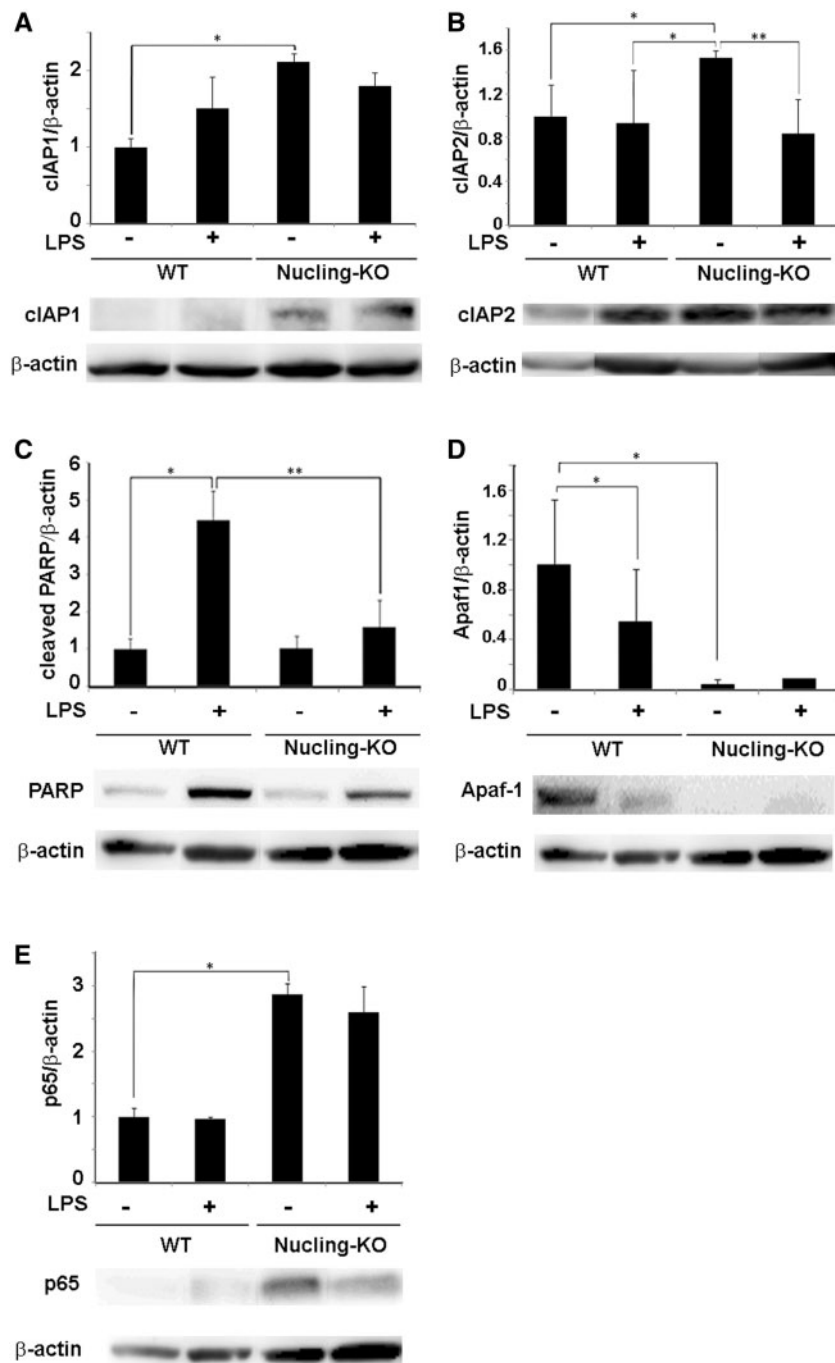 A
*
cIAP1/β-actin
2
1
0
LPS
- + - +
WT Nucling-KO
cIAP1
β-actin
B
*
* **
cIAP2/β-actin
1.6
1.2
0.8
0.4
0
LPS
- + - +
WT Nucling-KO
cIAP2
β-actin
C
* **
cleaved PARP/β-actin
6
5
4
3
2
1
0
LPS
- + - +
WT Nucling-KO
PARP
β-actin
D
*
*
Apaf1/β-actin
1.6
1.2
0.8
0.4
0
LPS
- + - +
WT Nucling-KO
Apaf-1
β-actin
E
*
p65/β-actin
3
2
1
0
LPS
- + - +
WT Nucling-KO
p65
β-actin